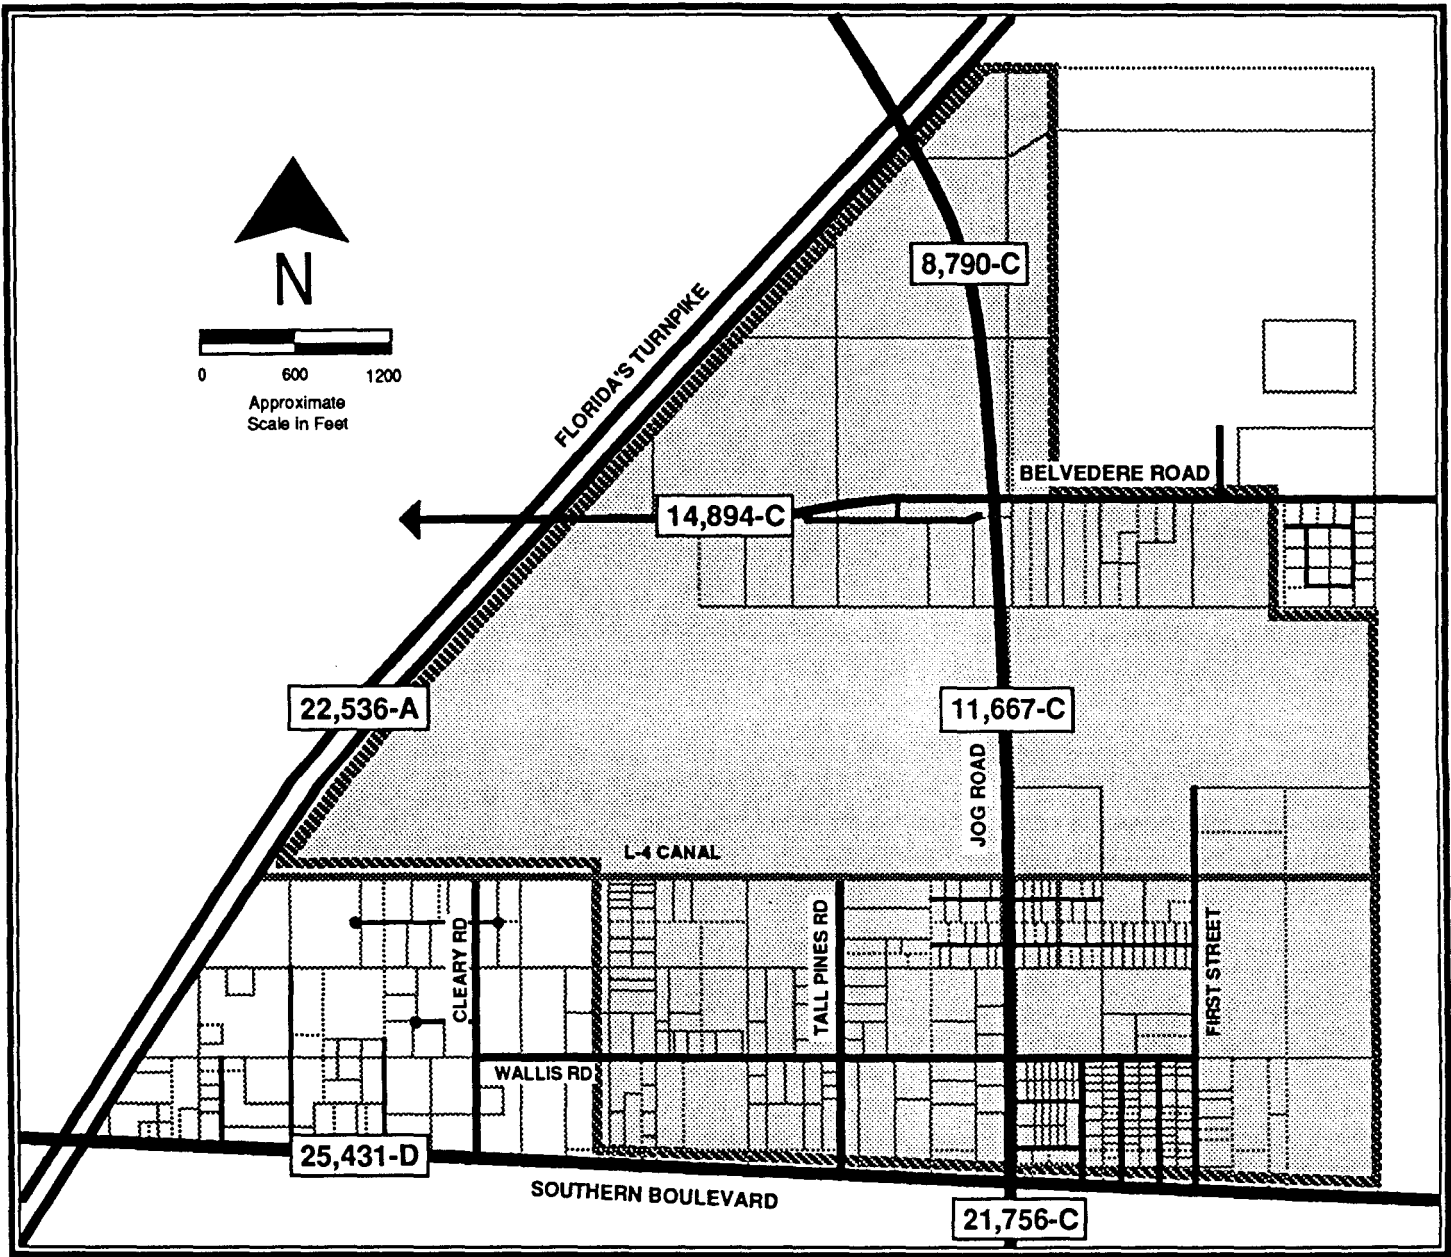 8,790-C
N
FLORIDA'S TURNPIKE
0 600 1200
Approximate
Scale In Feet
BELVEDERE ROAD
14,894-C
22,536-A
11,667-C
JOG ROAD
L-4 CANAL
CLEARY RD
TALL PINES RD
FIRST STREET
WALLIS RD
25,431-D
SOUTHERN BOULEVARD
21,756-C